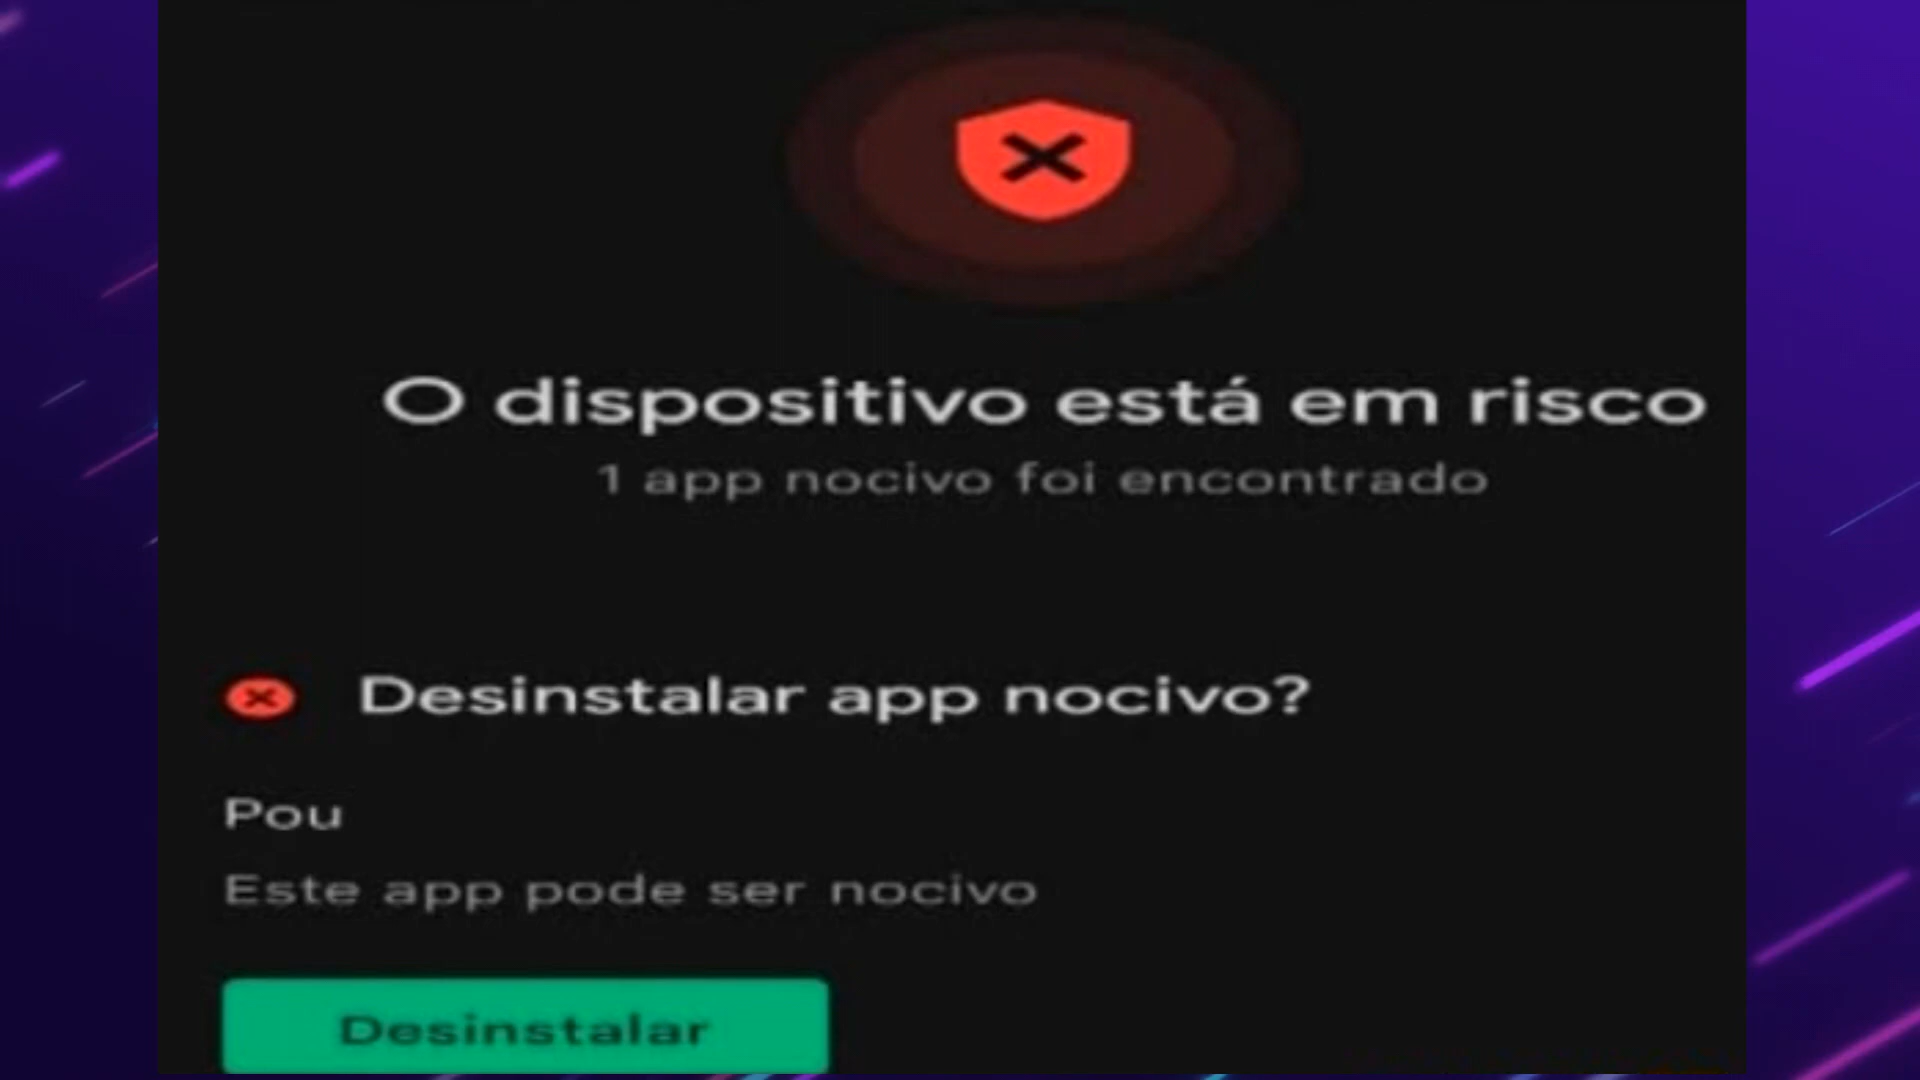 O dispositivo está em risco
1 app nocivo foi encontrado
Desinstalar app nocivo?
Pou
Este app pode ser nocivo
Desinstalar